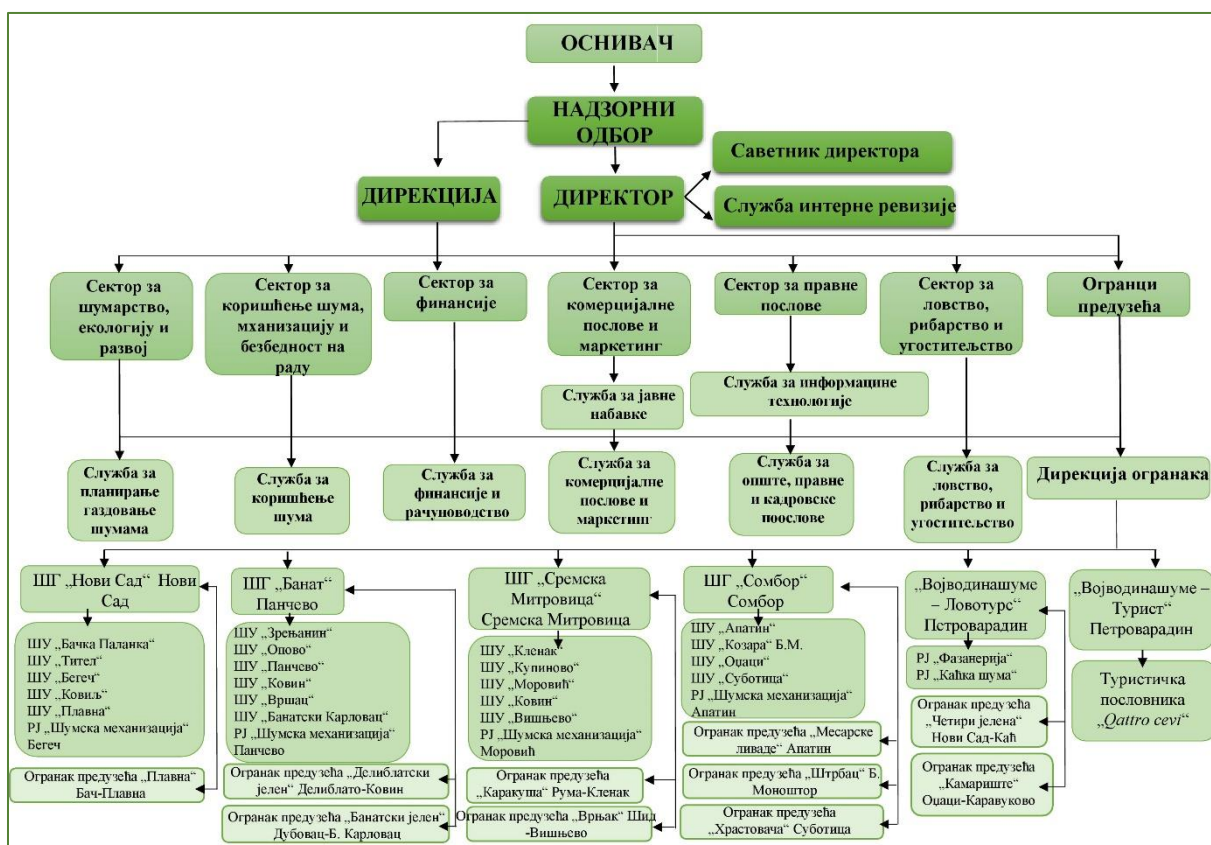 ОСНИВАЧ
НАДЗОРНИ
ОДБОР
Саветник директора
ДИРЕКЦИЈА
ДИРЕКТОР
Служба интерне ревизије
Сектор за
шумарство,
екологију и
развој
Сектор за
коришћење шума,
мханизацију и
безбедност на
раду
Сектор за
финансије
Сектор за
комерцијалне
послове и
маркетинг
Сектор за правне
послове
Сектор за
ловство,
рибарство и
угоститељство
Огранци
предузећа
Служба за јавне
набавке
Служба за информацине
технологије
Служба за
планирање
газдовање
шумама
Служба за
коришћење
шума
Служба за
финансије и
рачуноводство
Служба за
комерцијалне
послове и
маркетинг
Служба за
опште, правне
и кадровске
поослове
Служба за
ловство,
рибарство и
угоститељство
Дирекција огранака
ШГ „Нови Сад“ Нови
Сад
ШУ „Бачка Паланка“
ШУ „Тител“
ШУ „Бегеч“
ШУ „Ковиљ“
ШУ „Плавна“
РЈ „Шумска механизација“
Бегеч
Огранак предузећа „Плавна“
Бач-Плавна
ШГ „Банат“
Панчево
ШУ „Зрењанин“
ШУ „Опово“
ШУ „Панчево“
ШУ „Ковин“
ШУ „Вршац“
ШУ „Банатски Карловац“
РЈ „Шумска механизација“
Панчево
Огранак предузећа „Делиблатски
јелен“ Делиблато-Ковин
Огранак предузећа „Банатски јелен“
Дубовац-Б. Карловац
ШГ „Сремска
Митровица“
Сремска Митровица
ШУ „Кленак“
ШУ „Купиново“
ШУ „Моровић“
ШУ „Ковин“
ШУ „Вишњево“
РЈ „Шумска механизација“
Моровић
Огранак предузећа
„Каракуша“ Рума-Кленак
Огранак предузећа „Врњак“ Шид
-Вишњево
ШГ „Сомбор“
Сомбор
ШУ „Апатин“
ШУ „Козара“ Б.М.
ШУ „Оџаци“
ШУ „Суботица“
РЈ „Шумска механизација“
Апатин
Огранак предузећа „Месарске
ливаде“ Апатин
Огранак предузећа „Штрбац“ Б.
Моноштор
Огранак предузећа
„Храстовача“ Суботица
„Војводинашуме
– Ловотурс“
Петроварадин
РЈ „Фазанерија“
РЈ „Каћка шума“
Огранак предузећа
„Четири јелена“
Нови Сад-Каћ
Огранак предузећа
„Камариште“
Оџаци-Каравуково
„Војводинашуме –
Турист“
Петроварадин
Туристичка
пословника
„Qattro cevi“